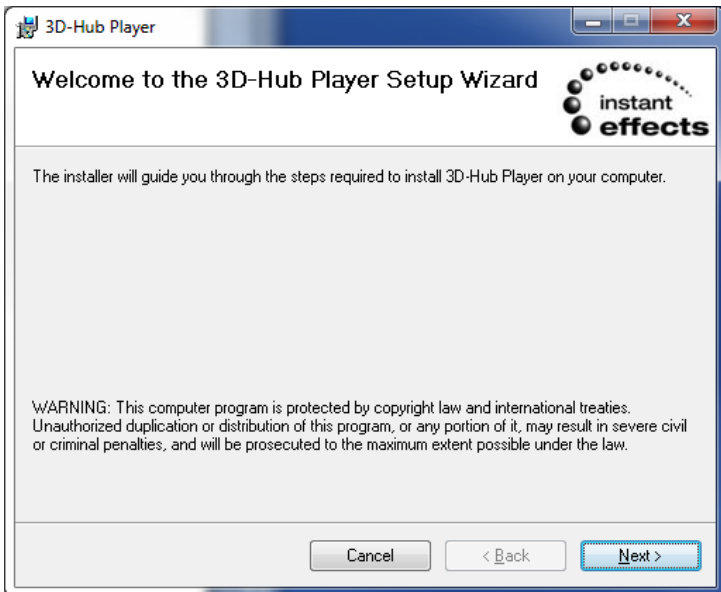 3D-Hub Player
Welcome to the 3D-Hub Player Setup Wizard
instant
effects
The installer will guide you through the steps required to install 3D-Hub Player on your computer.
WARNING: This computer program is protected by copyright law and international treaties.
Unauthorized duplication or distribution of this program, or any portion of it, may result in severe civil
or criminal penalties, and will be prosecuted to the maximum extent possible under the law.
Cancel
< Back
Next >